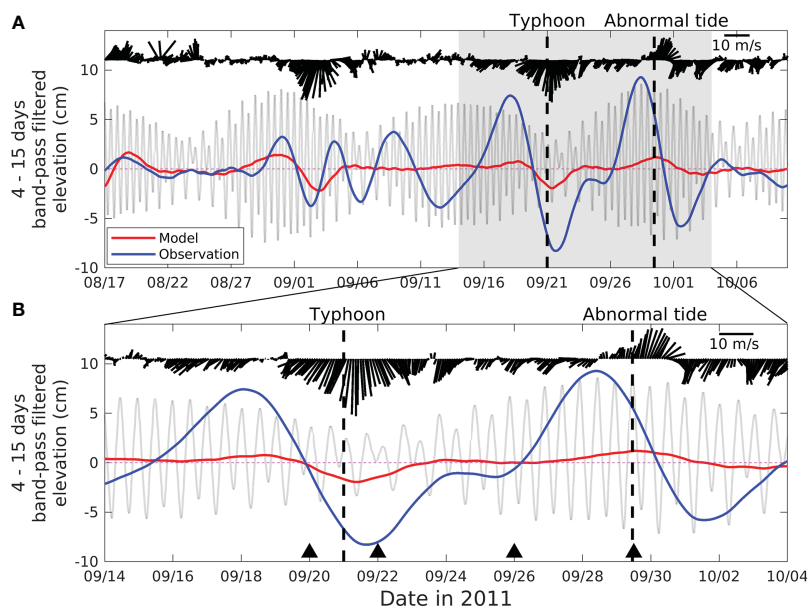 A
Typhoon Abnormal tide
10 m/s
4 - 15 days
band-pass filtered
elevation (cm)
10
5
0
-5
-10
Model
Observation
08/17 08/22 08/27 09/01 09/06 09/11 09/16 09/21 09/26 10/01 10/06
B
Typhoon Abnormal tide
10 m/s
4 - 15 days
band-pass filtered
elevation (cm)
10
5
0
-5
-10
09/14 09/16 09/18 09/20 09/22 09/24 09/26 09/28 09/30 10/02 10/04
Date in 2011